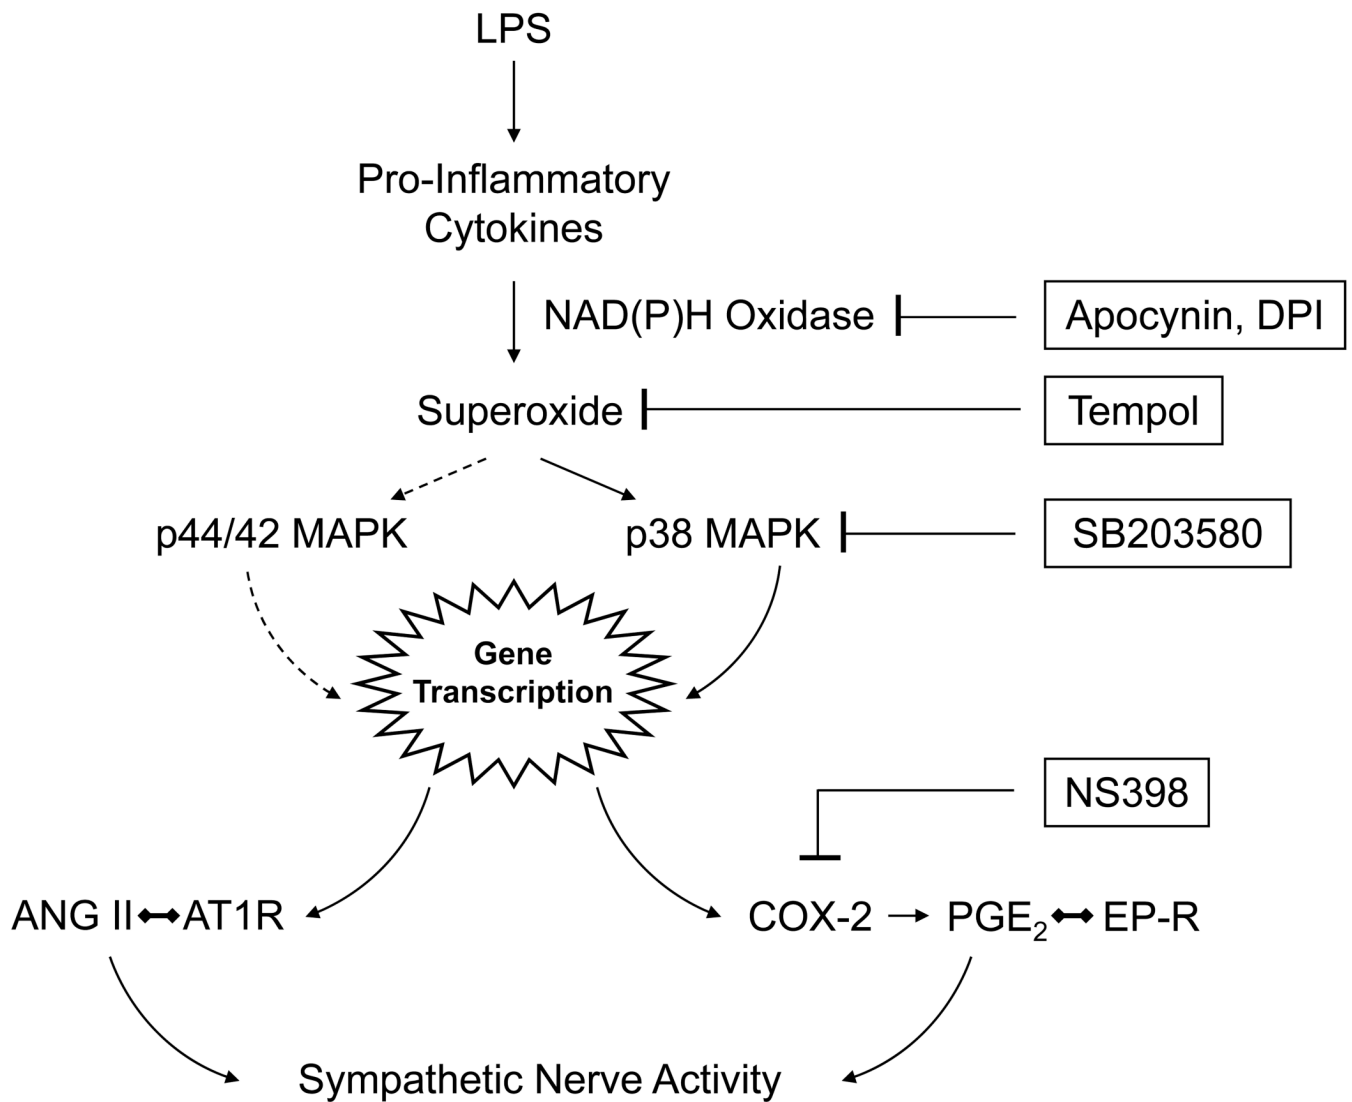 LPS
Pro-Inflammatory
Cytokines
NAD(P)H Oxidase
Apocynin, DPI
Superoxide
Tempol
p44/42 MAPK
p38 MAPK
SB203580
Gene
Transcription
NS398
ANG II
AT1R
COX-2
PGE₂
EP-R
Sympathetic Nerve Activity